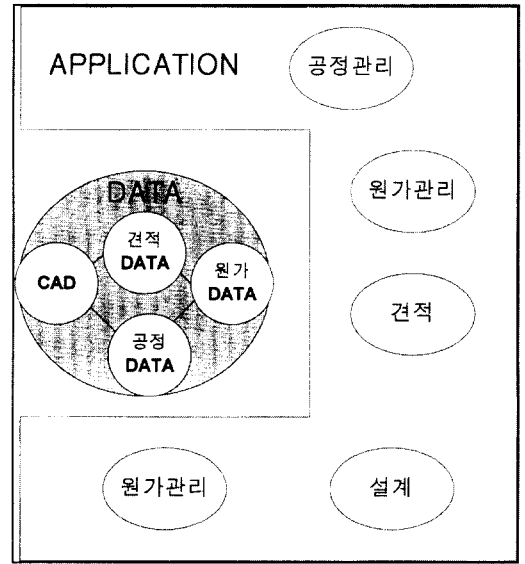 APPLICATION
공정관리
원가관리
DATA
견적
DATA
CAD
원가
DATA
견적
공정
DATA
원가관리
설계